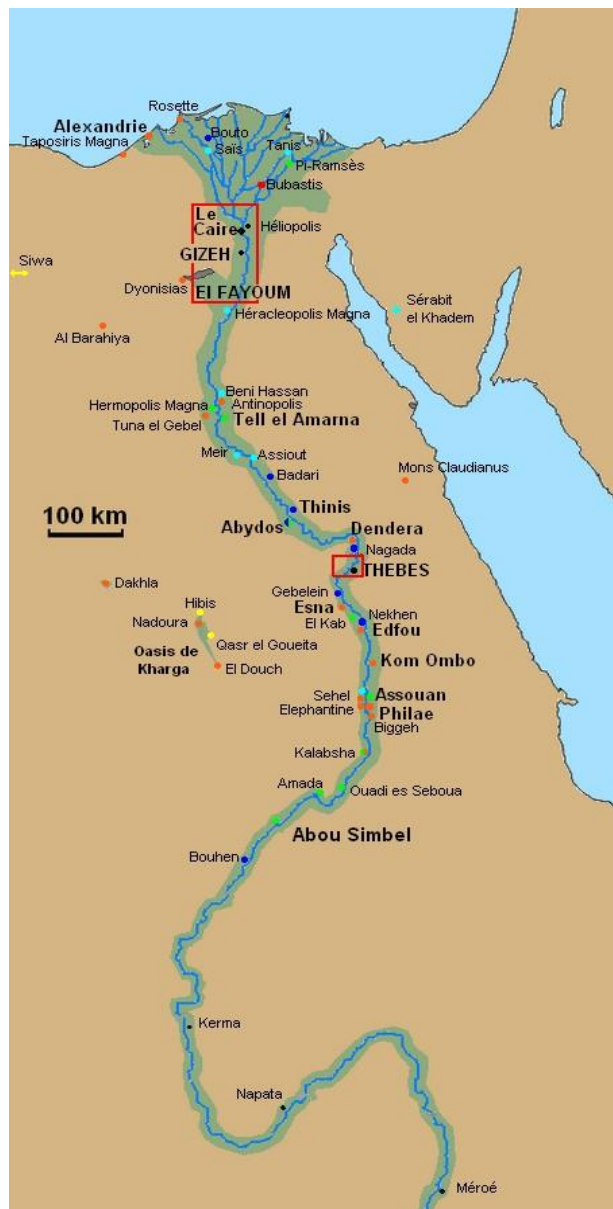 Rosette
Alexandrie
Taposiris Magna
Bouto
Saïs
Tanis
Pi-Ramsès
Bubastis
Le
Caire
Héliopolis
GIZEH
Siwa
Dyonisias
El FAYOUM
Héracleopolis Magna
Sérabit
el Khadem
Al Barahiya
Beni Hassan
Hermopolis Magna
Antinopolis
Tuna el Gebel
Tell el Amarna
Meir
Assiout
Badari
Mons Claudianus
100 km
Thinis
Abydos
Dendera
Nagada
THEBES
Dakhla
Gebelein
Hibis
Esna
Nekhen
Nadoura
El Kab
Edfou
Qasr el Goueita
Oasis de
Kharga
El Douch
Kom Ombo
Sehel
Assouan
Elephantine
Philae
Biggeh
Kalabsha
Amada
Ouadi es Seboua
Abou Simbel
Bouhen
Kerma
Napata
Méroé